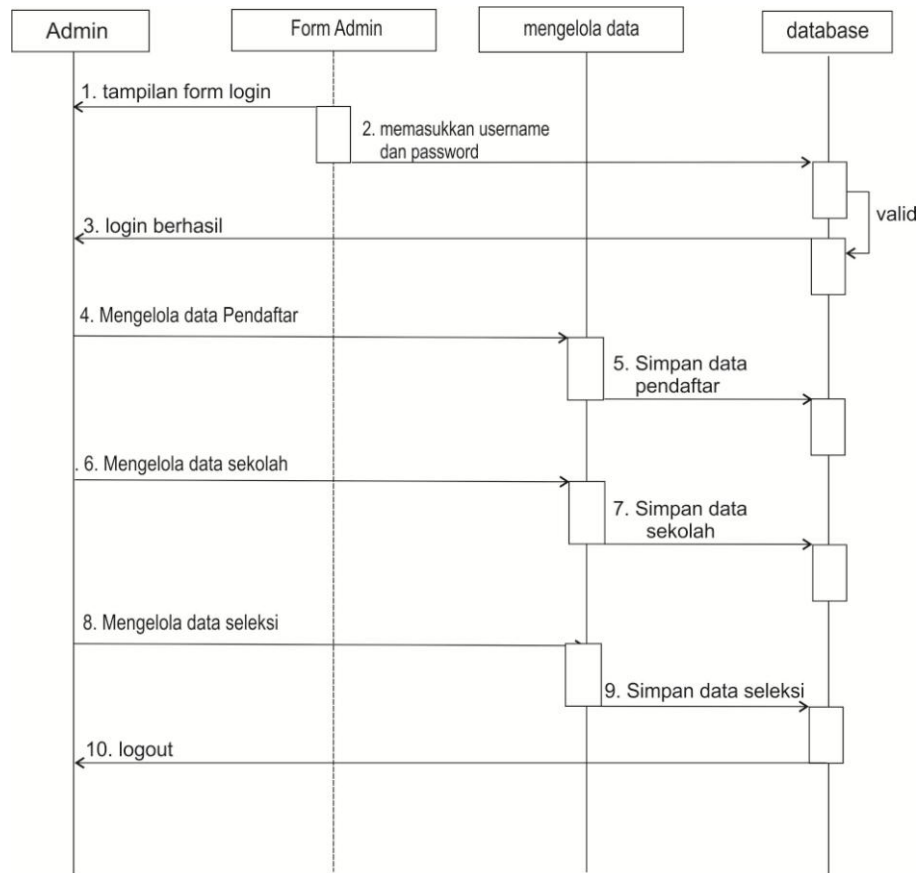 Admin
Form Admin
mengelola data
database
1. tampilan form login
2. memasukkan username
dan password
valid
3. login berhasil
4. Mengelola data Pendaftar
5. Simpan data
pendaftar
. 6. Mengelola data sekolah
7. Simpan data
sekolah
8. Mengelola data seleksi
9. Simpan data seleksi
10. logout